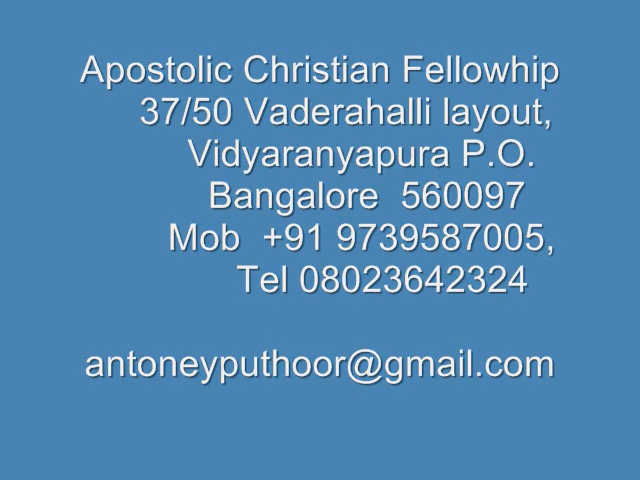 Apostolic Christian Fellowhip
37/50 Vaderahalli layout,
Vidyaranyapura P.O.
Bangalore  560097
Mob  +91 9739587005,
Tel 08023642324
antoneyputhoor@gmail.com